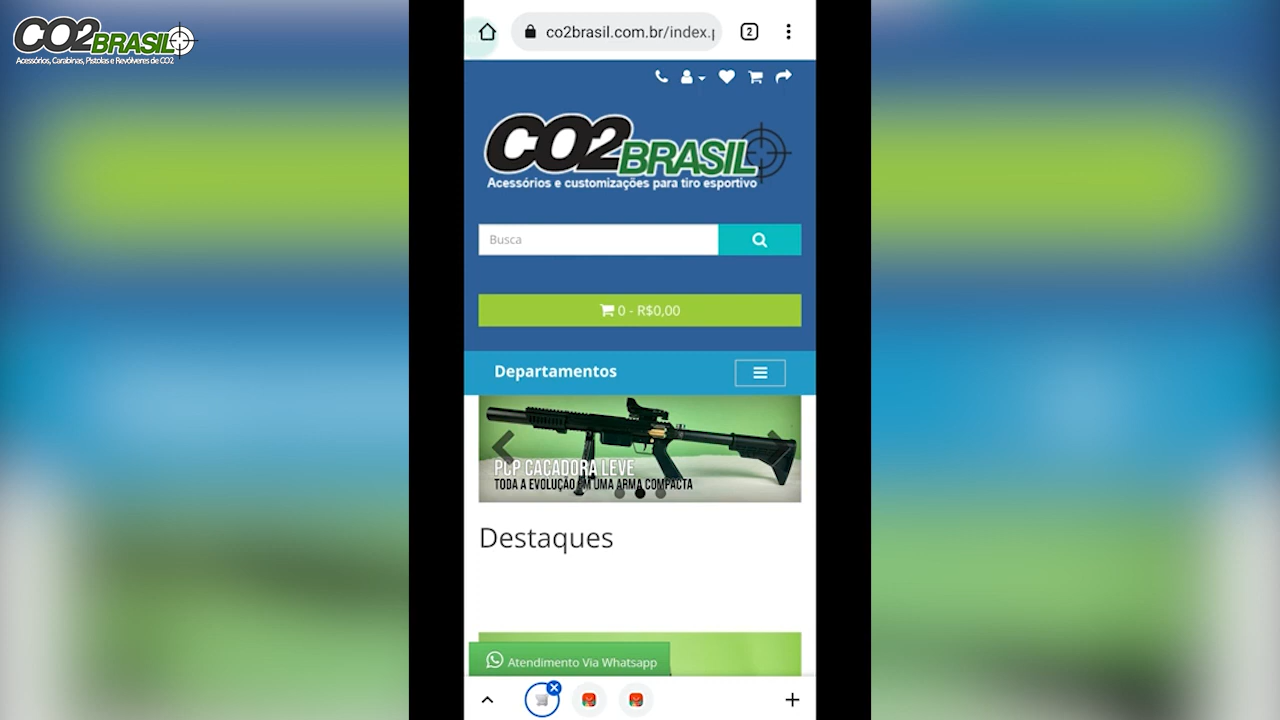 CO2BRASIL
Acessórios, Carabinas, Pistolas e Revólveres de CO2
co2brasil.com.br/index.p
2
CO2BRASIL
Acessórios e customizações para tiro esportivo
Busca
0 - R$0,00
Departamentos
PCP CAÇADORA LEVE
TODA A EVOLUÇÃO EM UMA ARMA COMPACTA
Destaques
Atendimento Via Whatsapp